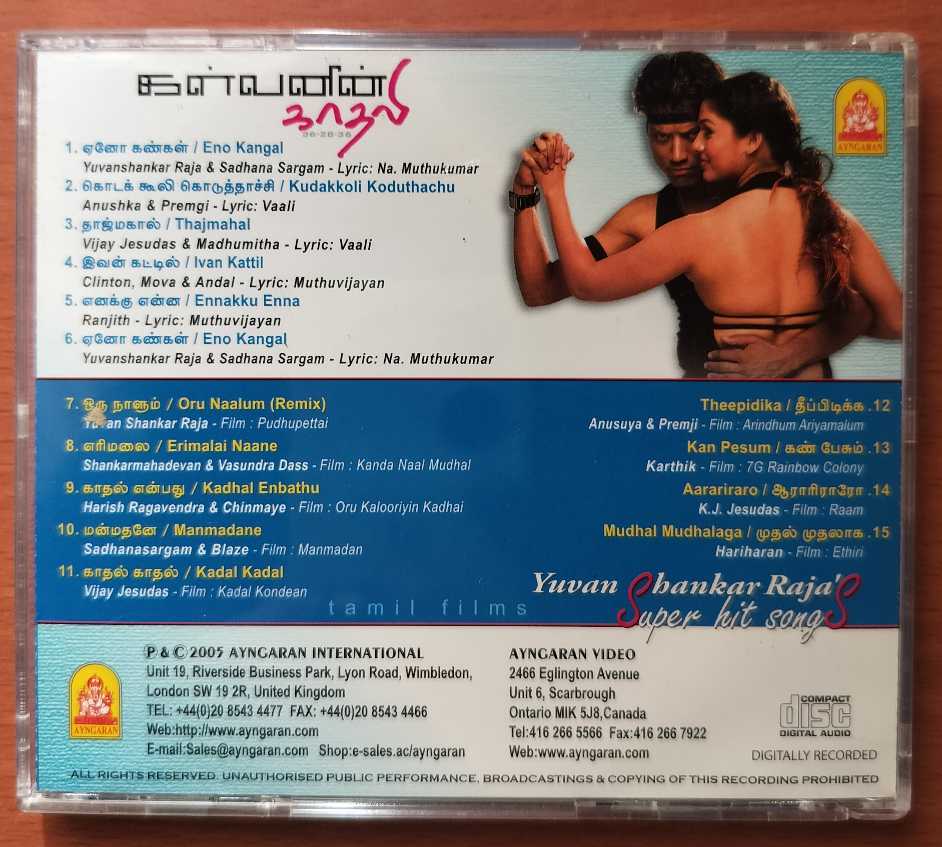 கள்வனின்
காதலி
36-28-36
AYNGARAN
1. ஏனோ கண்கள் / Eno Kangal
Yuvanshankar Raja & Sadhana Sargam - Lyric: Na. Muthukumar
2. கொடக் கூலி கொடுத்தாச்சி / Kudakkoli Koduthachu
Anushka & Premgi - Lyric: Vaali
3. தாஜ்மகால் / Thajmahal
Vijay Jesudas & Madhumitha - Lyric: Vaali
4. இவன் கட்டில் / Ivan Kattil
Clinton, Mova & Andal - Lyric: Muthuvijayan
5. எனக்கு என்ன / Ennakku Enna
Ranjith - Lyric: Muthuvijayan
6. ஏனோ கண்கள் / Eno Kangal
Yuvanshankar Raja & Sadhana Sargam - Lyric: Na. Muthukumar
7. ஒரு நாளும் / Oru Naalum (Remix)
Yuvan Shankar Raja - Film : Pudhupettai
8. எரிமலை / Erimalai Naane
Shankarmahadevan & Vasundra Dass - Film : Kanda Naal Mudhal
9. காதல் என்பது / Kadhal Enbathu
Harish Ragavendra & Chinmaye - Film : Oru Kalooriyin Kadhai
10. மன்மதனே / Manmadane
Sadhanasargam & Blaze - Film : Manmadan
11. காதல் காதல் / Kadal Kadal
Vijay Jesudas - Film : Kadal Kondean
Theepidika / தீப்பிடிக்க .12
Anusuya & Premji - Film : Arindhum Ariyamalum
Kan Pesum / கண் பேசும் .13
Karthik - Film : 7G Rainbow Colony
Aarariraro / ஆராரிராரோ .14
K.J. Jesudas - Film : Raam
Mudhal Mudhalaga / முதல் முதலாக .15
Hariharan - Film : Ethiri
Yuvan Shankar Raja'S
Super hit songS
tamil films
P & C 2005 AYNGARAN INTERNATIONAL
Unit 19, Riverside Business Park, Lyon Road, Wimbledon,
London SW 19 2R, United Kingdom
TEL: +44(0)20 8543 4477 FAX: +44(0)20 8543 4466
Web:http://www.ayngaran.com
E-mail:Sales@ayngaran.com Shop:e-sales.ac/ayngaran
AYNGARAN VIDEO
2466 Eglington Avenue
Unit 6, Scarbrough
Ontario MIK 5J8,Canada
Tel:416 266 5566 Fax:416 266 7922
Web:www.ayngaran.com
AYNGARAN
COMPACT
disc
DIGITAL AUDIO
DIGITALLY RECORDED
ALL RIGHTS RESERVED. UNAUTHORISED PUBLIC PERFORMANCE, BROADCASTINGS & COPYING OF THIS RECORDING PROHIBITED